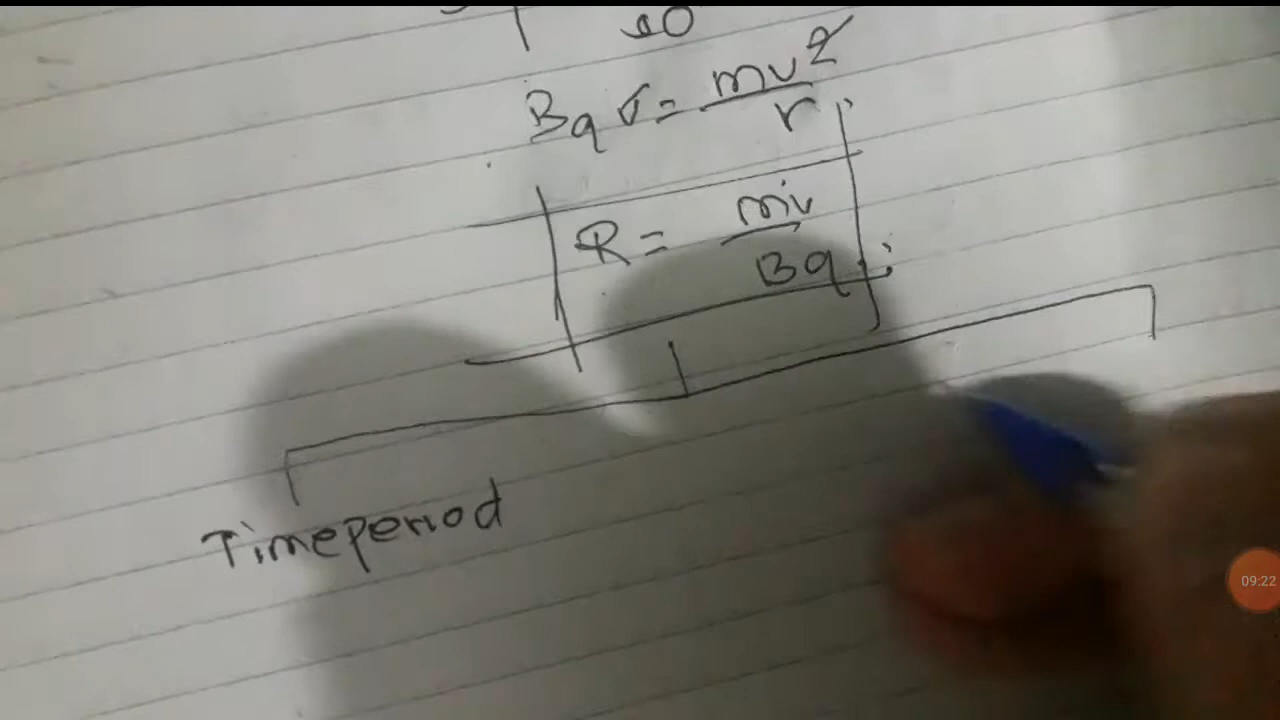 Bqv = mv²/r
R = mv/Bq
Timeperiod
09:22